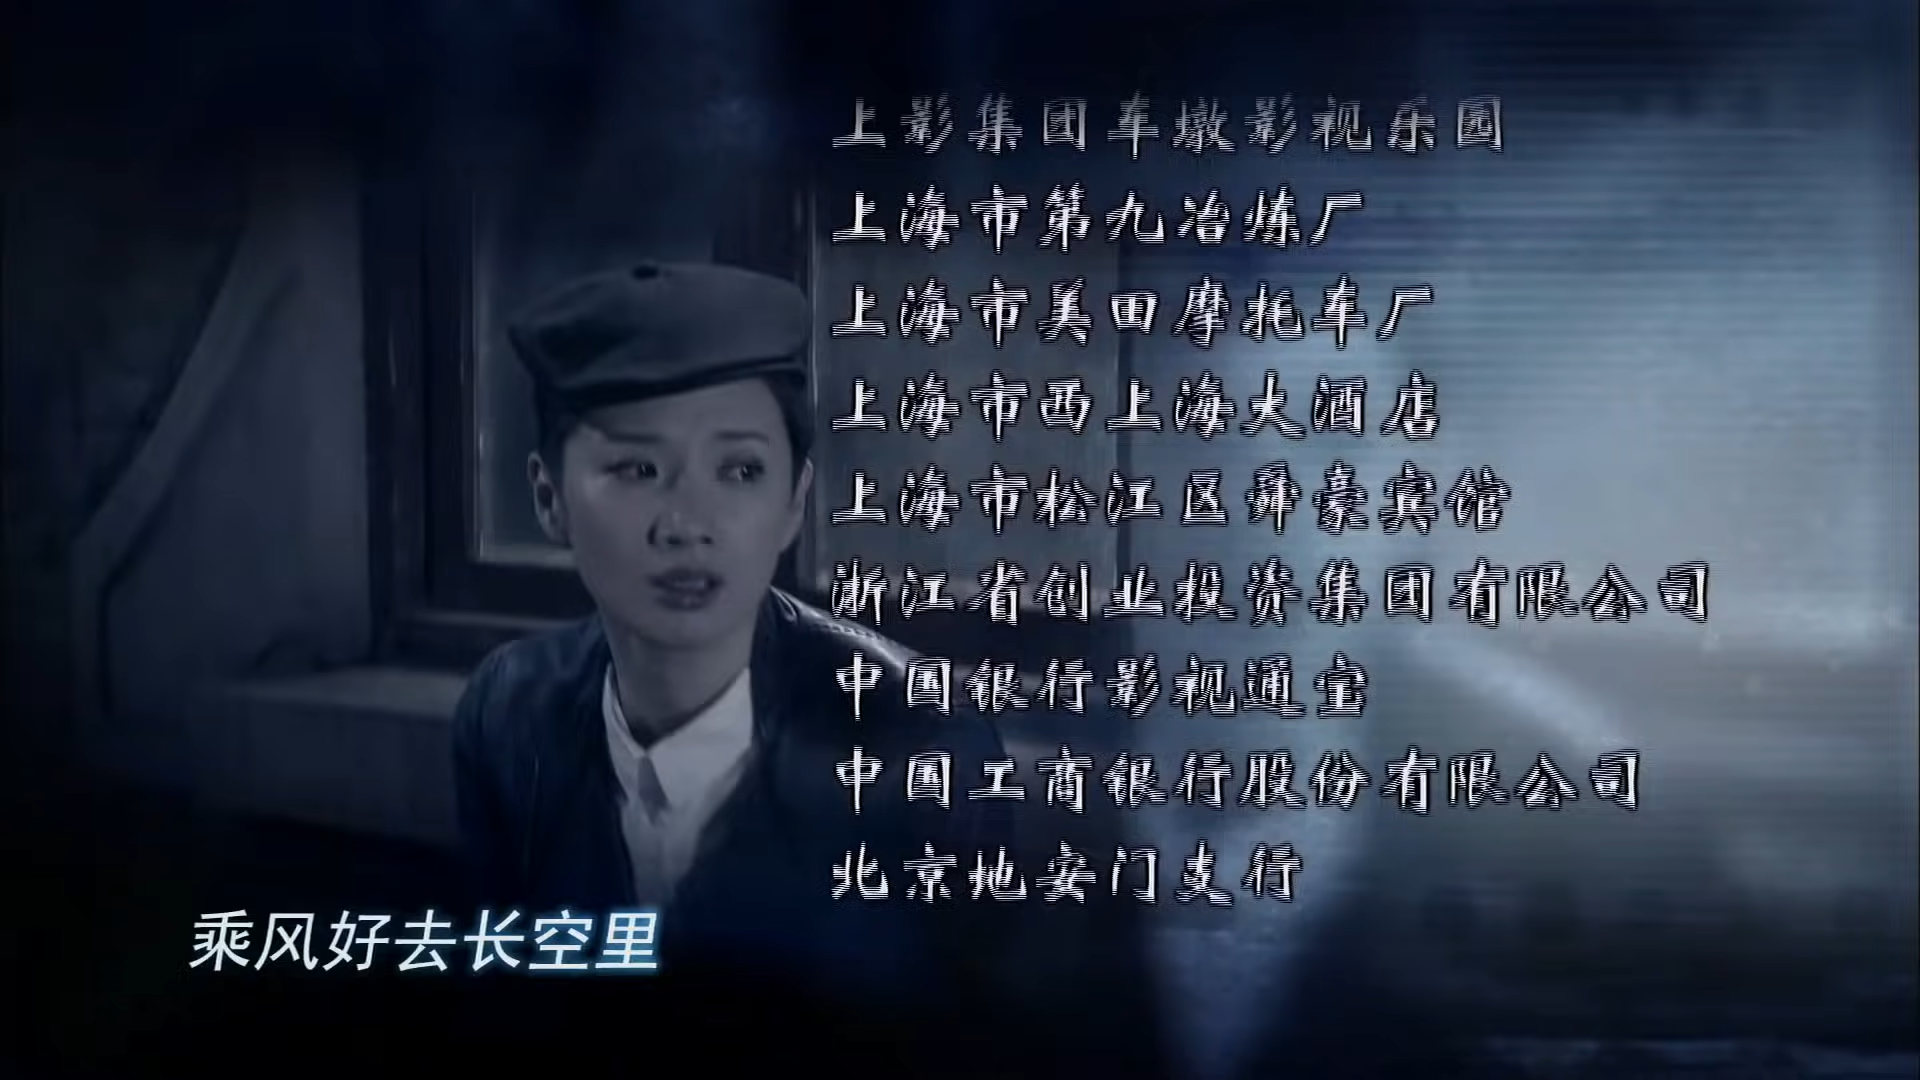 上影集团车墩影视乐园
上海市第九冶炼厂
上海市美田摩托车厂
上海市西上海大酒店
上海市松江区舜豪宾馆
浙江省创业投资集团有限公司
中国银行影视通宝
中国工商银行股份有限公司
北京地安门支行
乘风好去长空里